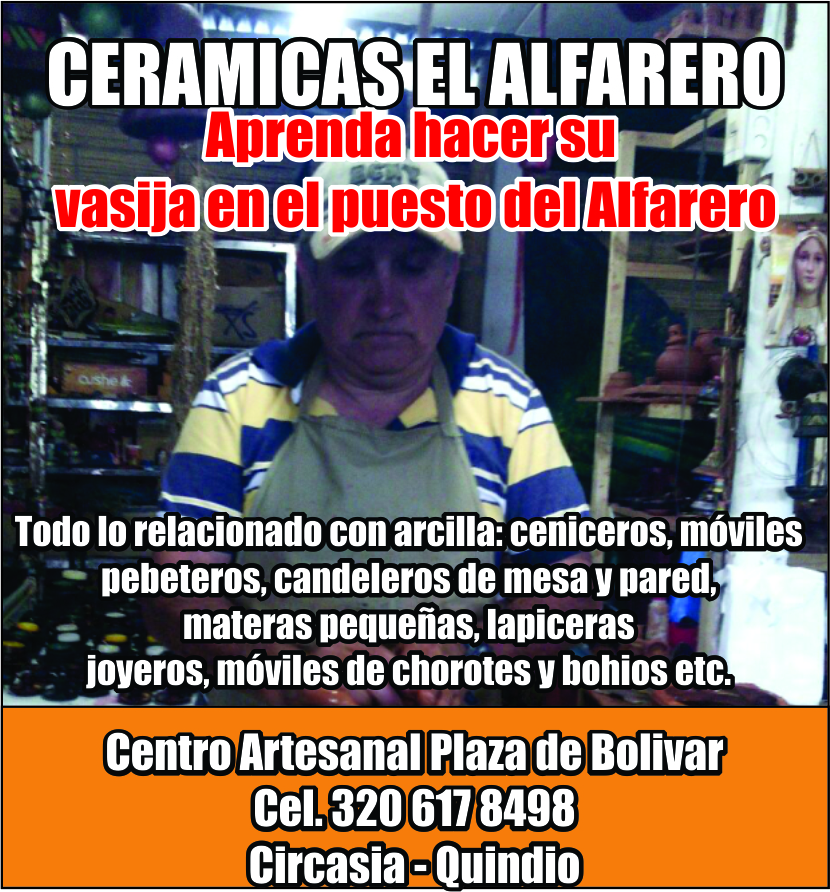 CERAMICAS EL ALFARERO
Aprenda hacer su
vasija en el puesto del Alfarero
cushe
Todo lo relacionado con arcilla: ceniceros, móviles
pebeteros, candeleros de mesa y pared,
materas pequeñas, lapiceras
joyeros, móviles de chorotes y bohios etc.
Centro Artesanal Plaza de Bolivar
Cel. 320 617 8498
Circasia - Quindio